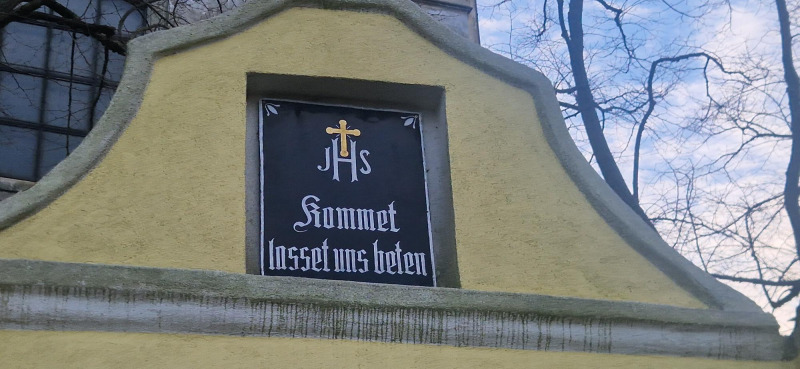 JHS
Kommet
lasset uns beten